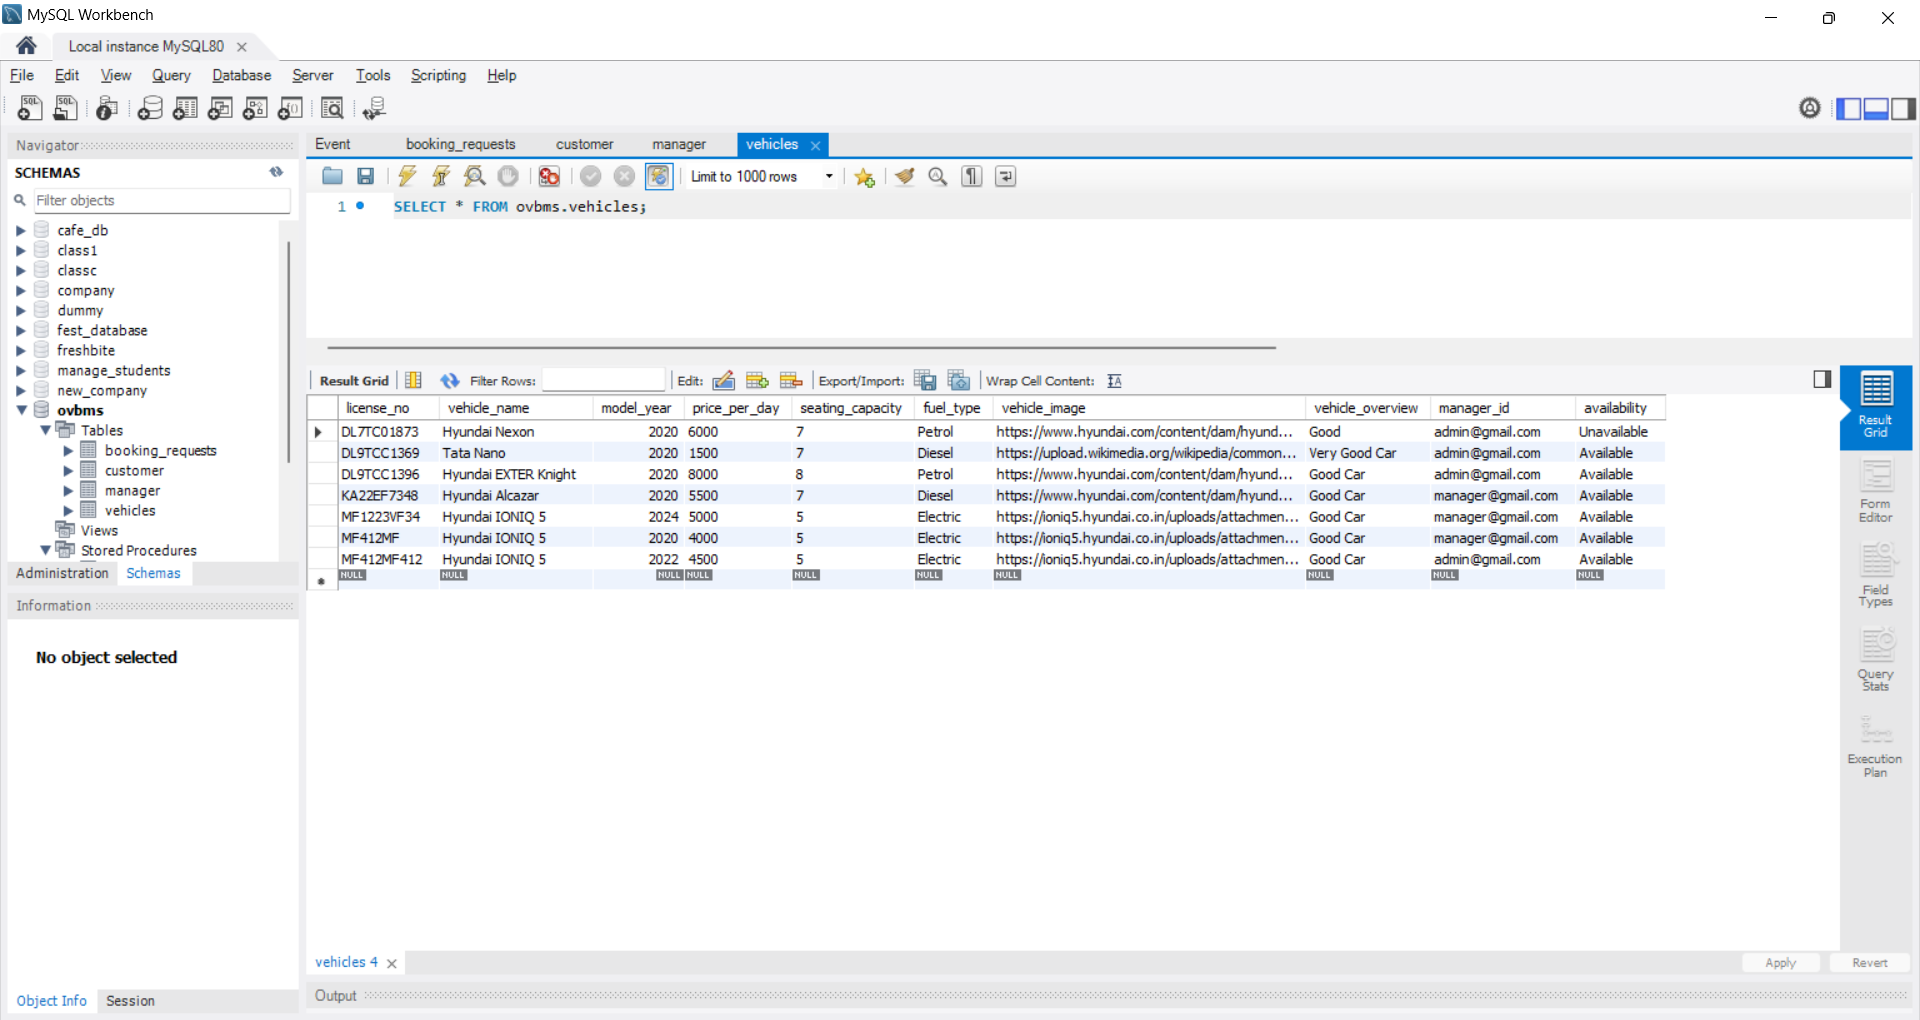 MySQL Workbench
Local instance MySQL80
File Edit View Query Database Server Tools Scripting Help
Navigator
SCHEMAS
Filter objects
cafe_db
class1
classc
company
dummy
fest_database
freshbite
manage_students
new_company
ovbms
Tables
booking_requests
customer
manager
vehicles
Views
Stored Procedures
Administration Schemas
Information
No object selected
Object Info Session
Event booking_requests customer manager vehicles
Limit to 1000 rows
1 SELECT * FROM ovbms.vehicles;
Result Grid Filter Rows: Edit: Export/Import: Wrap Cell Content:
license_no vehicle_name model_year price_per_day seating_capacity fuel_type vehicle_image vehicle_overview manager_id availability
DL7TC01873 Hyundai Nexon 2020 6000 7 Petrol https://www.hyundai.com/content/dam/hyund... Good admin@gmail.com Unavailable
DL9TCC1369 Tata Nano 2020 1500 7 Diesel https://upload.wikimedia.org/wikipedia/common... Very Good Car admin@gmail.com Available
DL9TCC1396 Hyundai EXTER Knight 2020 8000 8 Petrol https://www.hyundai.com/content/dam/hyund... Good Car admin@gmail.com Available
KA22EF7348 Hyundai Alcazar 2020 5500 7 Diesel https://www.hyundai.com/content/dam/hyund... Good Car manager@gmail.com Available
MF1223VF34 Hyundai IONIQ 5 2024 5000 5 Electric https://ioniq5.hyundai.co.in/uploads/attachmen... Good Car manager@gmail.com Available
MF412MF Hyundai IONIQ 5 2020 4000 5 Electric https://ioniq5.hyundai.co.in/uploads/attachmen... Good Car manager@gmail.com Available
MF412MF412 Hyundai IONIQ 5 2022 4500 5 Electric https://ioniq5.hyundai.co.in/uploads/attachmen... Good Car admin@gmail.com Available
NULL NULL NULL NULL NULL NULL NULL NULL NULL NULL
Result
Grid
Form
Editor
Field
Types
Query
Stats
Execution
Plan
vehicles 4
Apply Revert
Output